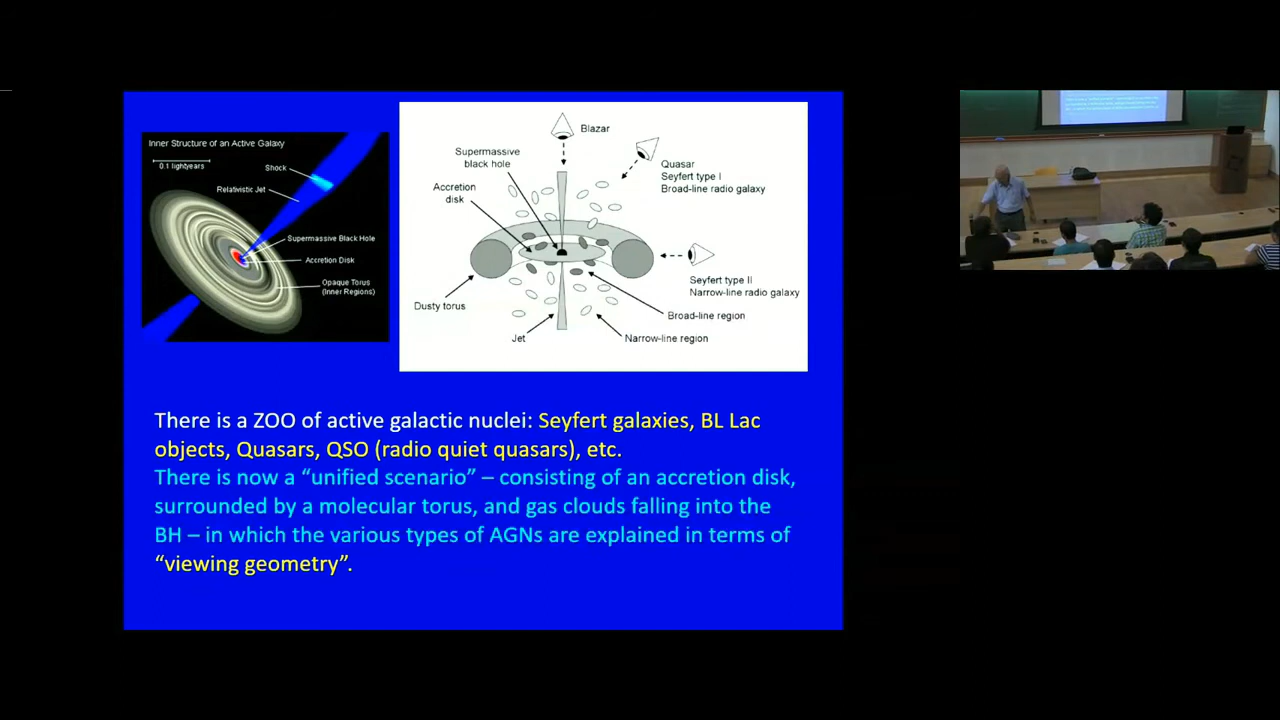 Inner Structure of an Active Galaxy
0.1 lightyears
Shock
Relativistic Jet
Supermassive Black Hole
Accretion Disk
Opaque Torus
(Inner Regions)
Blazar
Supermassive
black hole
Quasar
Seyfert type I
Broad-line radio galaxy
Accretion
disk
Seyfert type II
Narrow-line radio galaxy
Dusty torus
Broad-line region
Jet
Narrow-line region
There is a ZOO of active galactic nuclei: Seyfert galaxies, BL Lac
objects, Quasars, QSO (radio quiet quasars), etc.
There is now a “unified scenario” – consisting of an accretion disk,
surrounded by a molecular torus, and gas clouds falling into the
BH – in which the various types of AGNs are explained in terms of
“viewing geometry”.